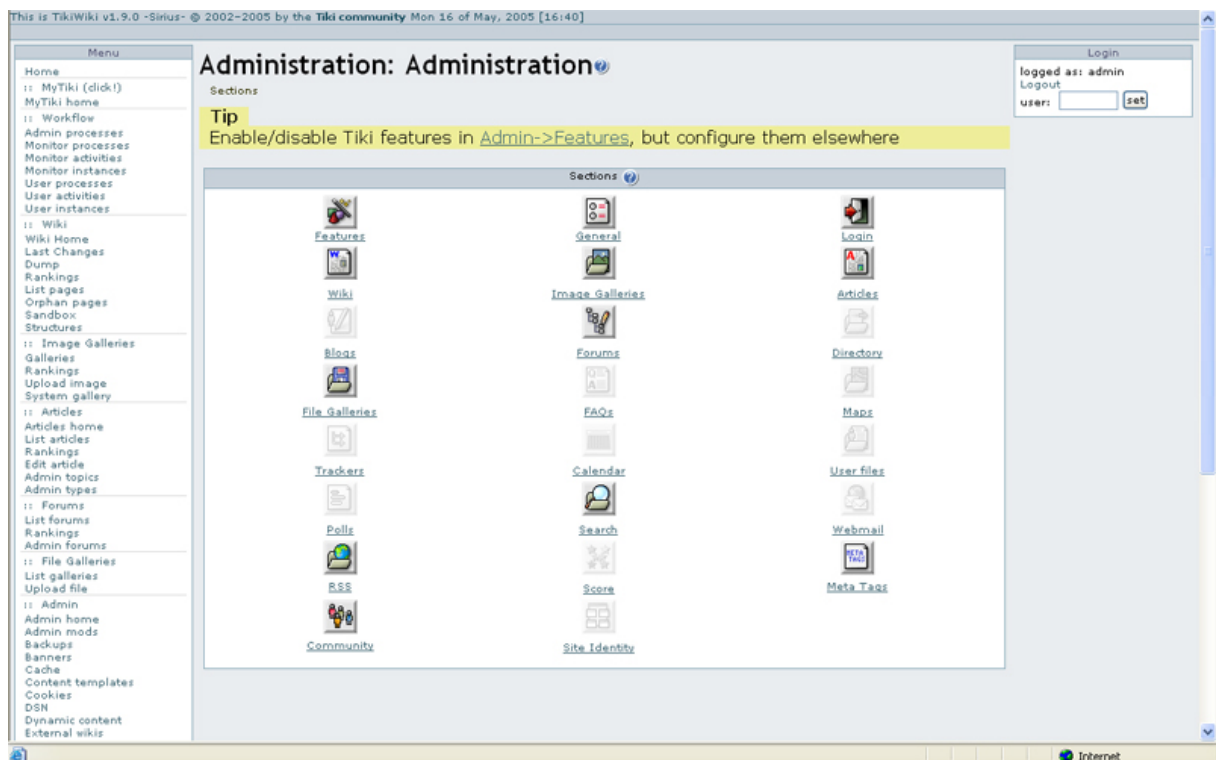 This is TikiWiki v1.9.0 -Sirius- © 2002-2005 by the Tiki community Mon 16 of May, 2005 [16:40]
Menu
Home
:: MyTiki (click!)
MyTiki home
:: Workflow
Admin processes
Monitor processes
Monitor activities
Monitor instances
User processes
User activities
User instances
:: Wiki
Wiki Home
Last Changes
Dump
Rankings
List pages
Orphan pages
Sandbox
Structures
:: Image Galleries
Galleries
Rankings
Upload image
System gallery
:: Articles
Articles home
List articles
Rankings
Edit article
Admin topics
Admin types
:: Forums
List forums
Rankings
Admin forums
:: File Galleries
List galleries
Upload file
:: Admin
Admin home
Admin mods
Backups
Banners
Cache
Content templates
Cookies
DSN
Dynamic content
External wikis
Administration: Administration
Sections
Tip
Enable/disable Tiki features in Admin->Features, but configure them elsewhere
Sections
Features General Login
Wiki Image Galleries Articles
Blogs Forums Directory
File Galleries FAQs Maps
Trackers Calendar User files
Polls Search Webmail
META TAGS
RSS Score Meta Tags
Community Site Identity
Login
logged as: admin
Logout
user: set
Internet